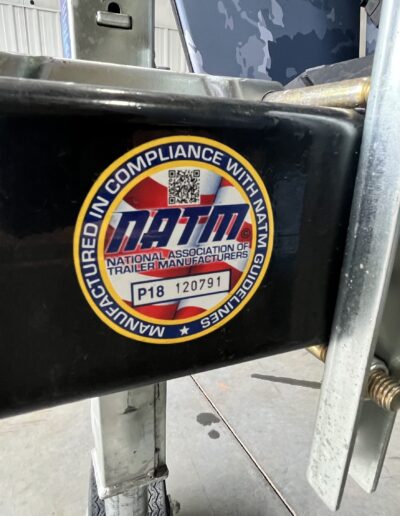 MANUFACTURED IN COMPLIANCE WITH NATM GUIDELINES
NATM
NATIONAL ASSOCIATION OF
TRAILER MANUFACTURERS
P18 120791